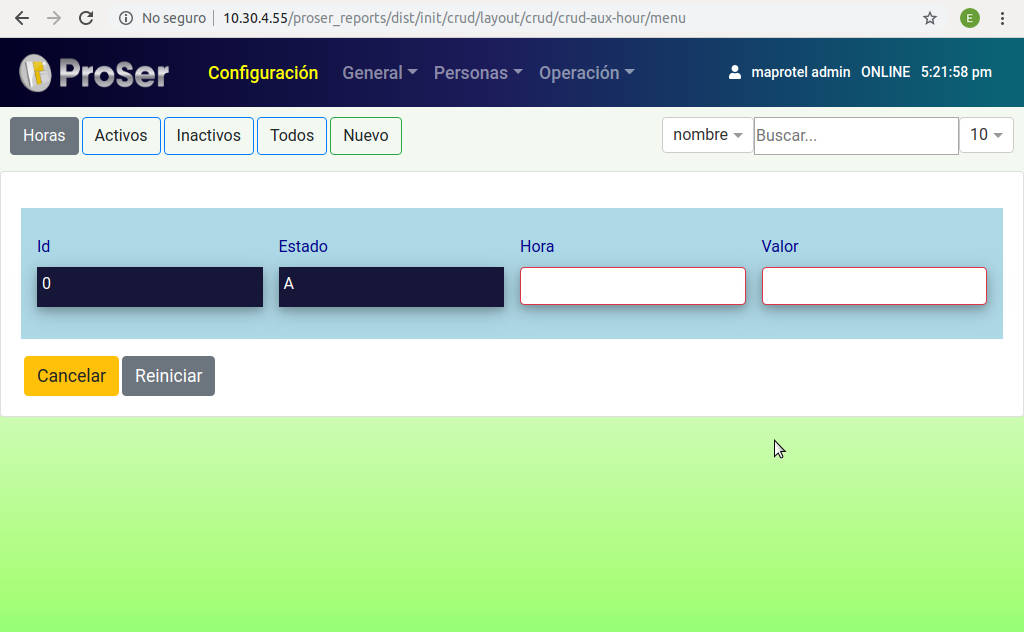 No seguro 10.30.4.55/proser_reports/dist/init/crud/layout/crud/crud-aux-hour/menu E
ProSer Configuración General Personas Operación maprotel admin ONLINE 5:21:58 pm
Horas Activos Inactivos Todos Nuevo nombre Buscar... 10
Id Estado Hora Valor
0 A
Cancelar Reiniciar